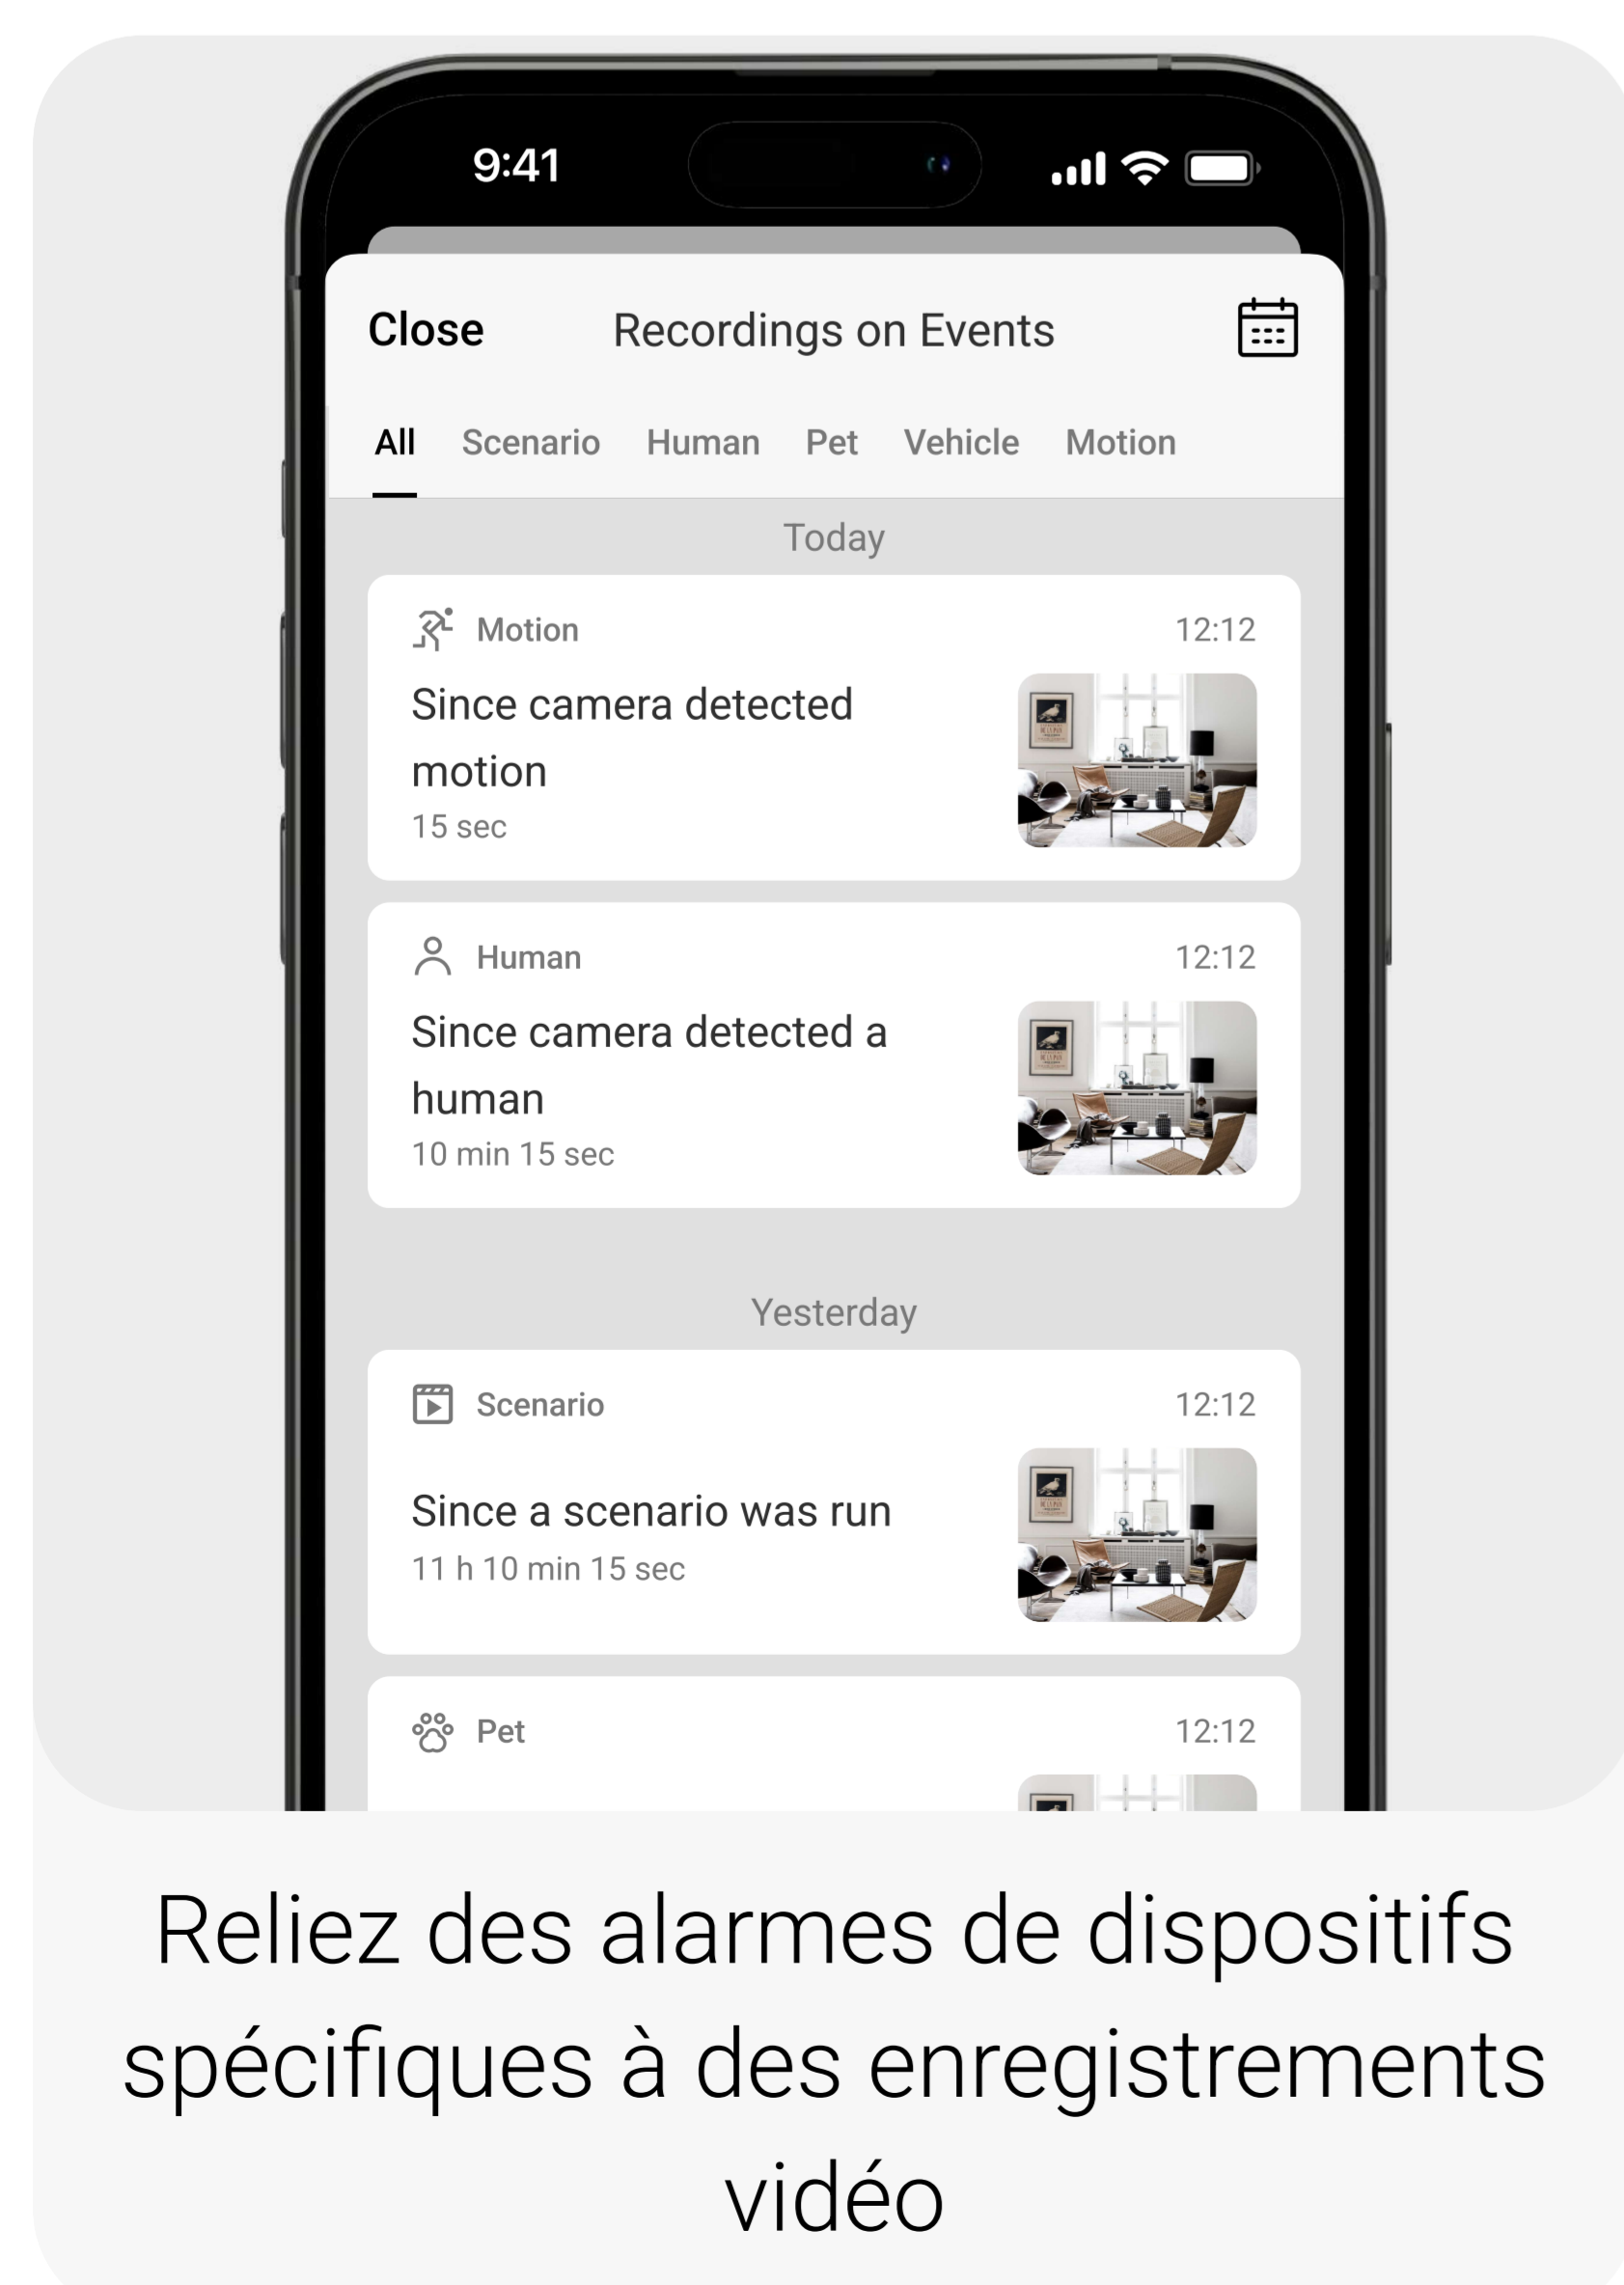 9:41
Close Recordings on Events
All Scenario Human Pet Vehicle Motion
Today
Motion 12:12
Since camera detected
motion
15 sec
Human 12:12
Since camera detected a
human
10 min 15 sec
Yesterday
Scenario 12:12
Since a scenario was run
11 h 10 min 15 sec
Pet 12:12
Reliez des alarmes de dispositifs
spécifiques à des enregistrements
vidéo